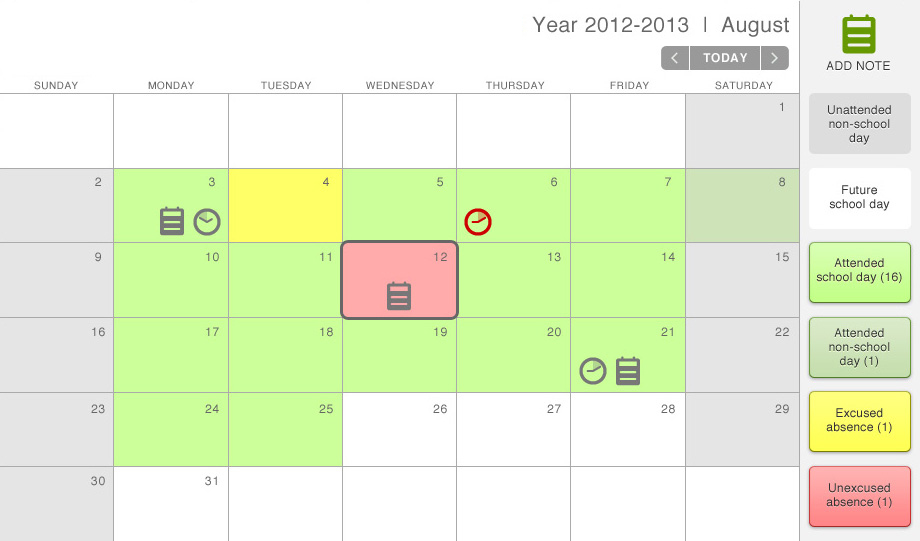 Year 2012-2013 | August
TODAY
SUNDAY MONDAY TUESDAY WEDNESDAY THURSDAY FRIDAY SATURDAY
1
2 3 4 5 6 7 8
9 10 11 12 13 14 15
16 17 18 19 20 21 22
23 24 25 26 27 28 29
30 31
ADD NOTE
Unattended
non-school
day
Future
school day
Attended
school day (16)
Attended
non-school
day (1)
Excused
absence (1)
Unexcused
absence (1)